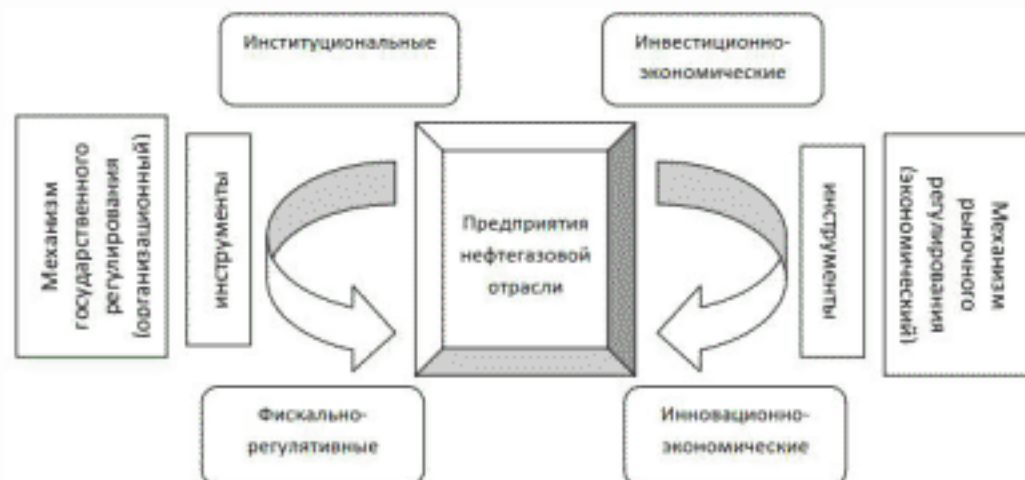 Институциональные
Инвестиционно-
экономические
Механизм
государственного
регулирования
(организационный)
инструменты
Предприятия
нефтегазовой
отрасли
инструменты
Механизм
рыночного
регулирования
(экономический)
Фискально-
регулятивные
Инновационно-
экономические